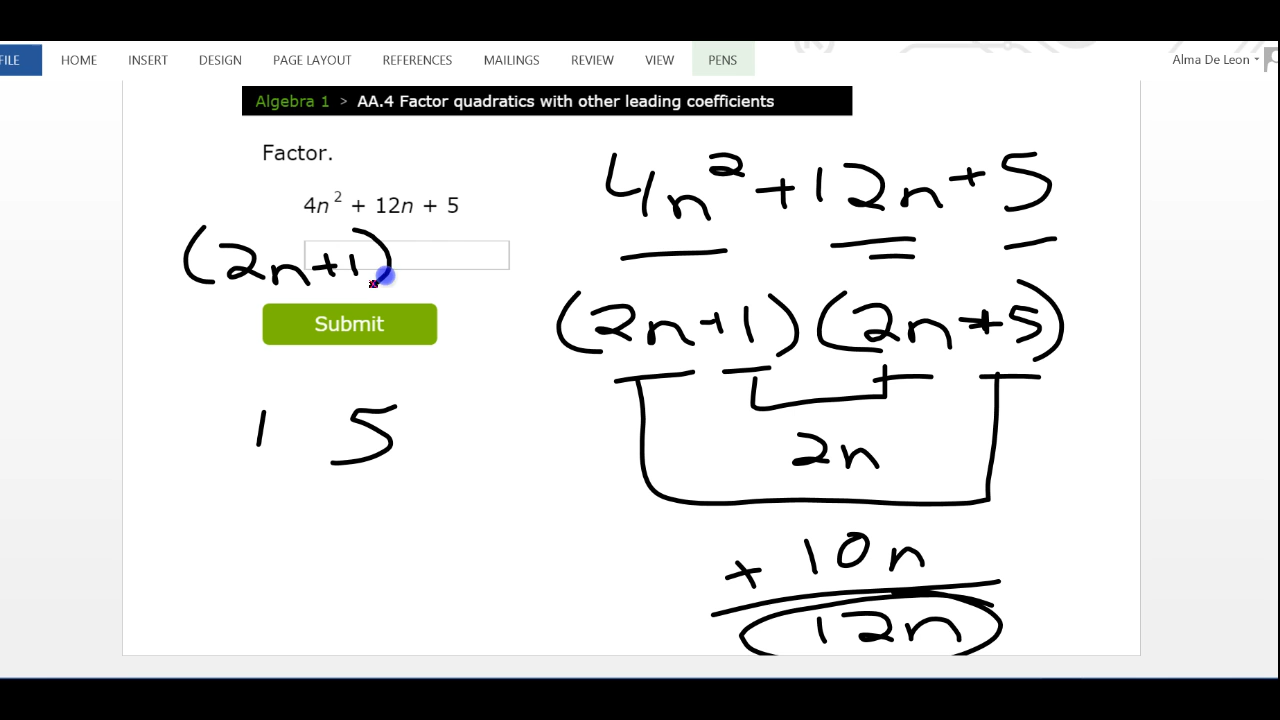 FILE HOME INSERT DESIGN PAGE LAYOUT REFERENCES MAILINGS REVIEW VIEW PENS Alma De Leon
Algebra 1 > AA.4 Factor quadratics with other leading coefficients
Factor.
4n² + 12n + 5
(2n+1)
Submit
1 5
4n² + 12n + 5
(2n+1)(2n+5)
2n
+ 10n
12n